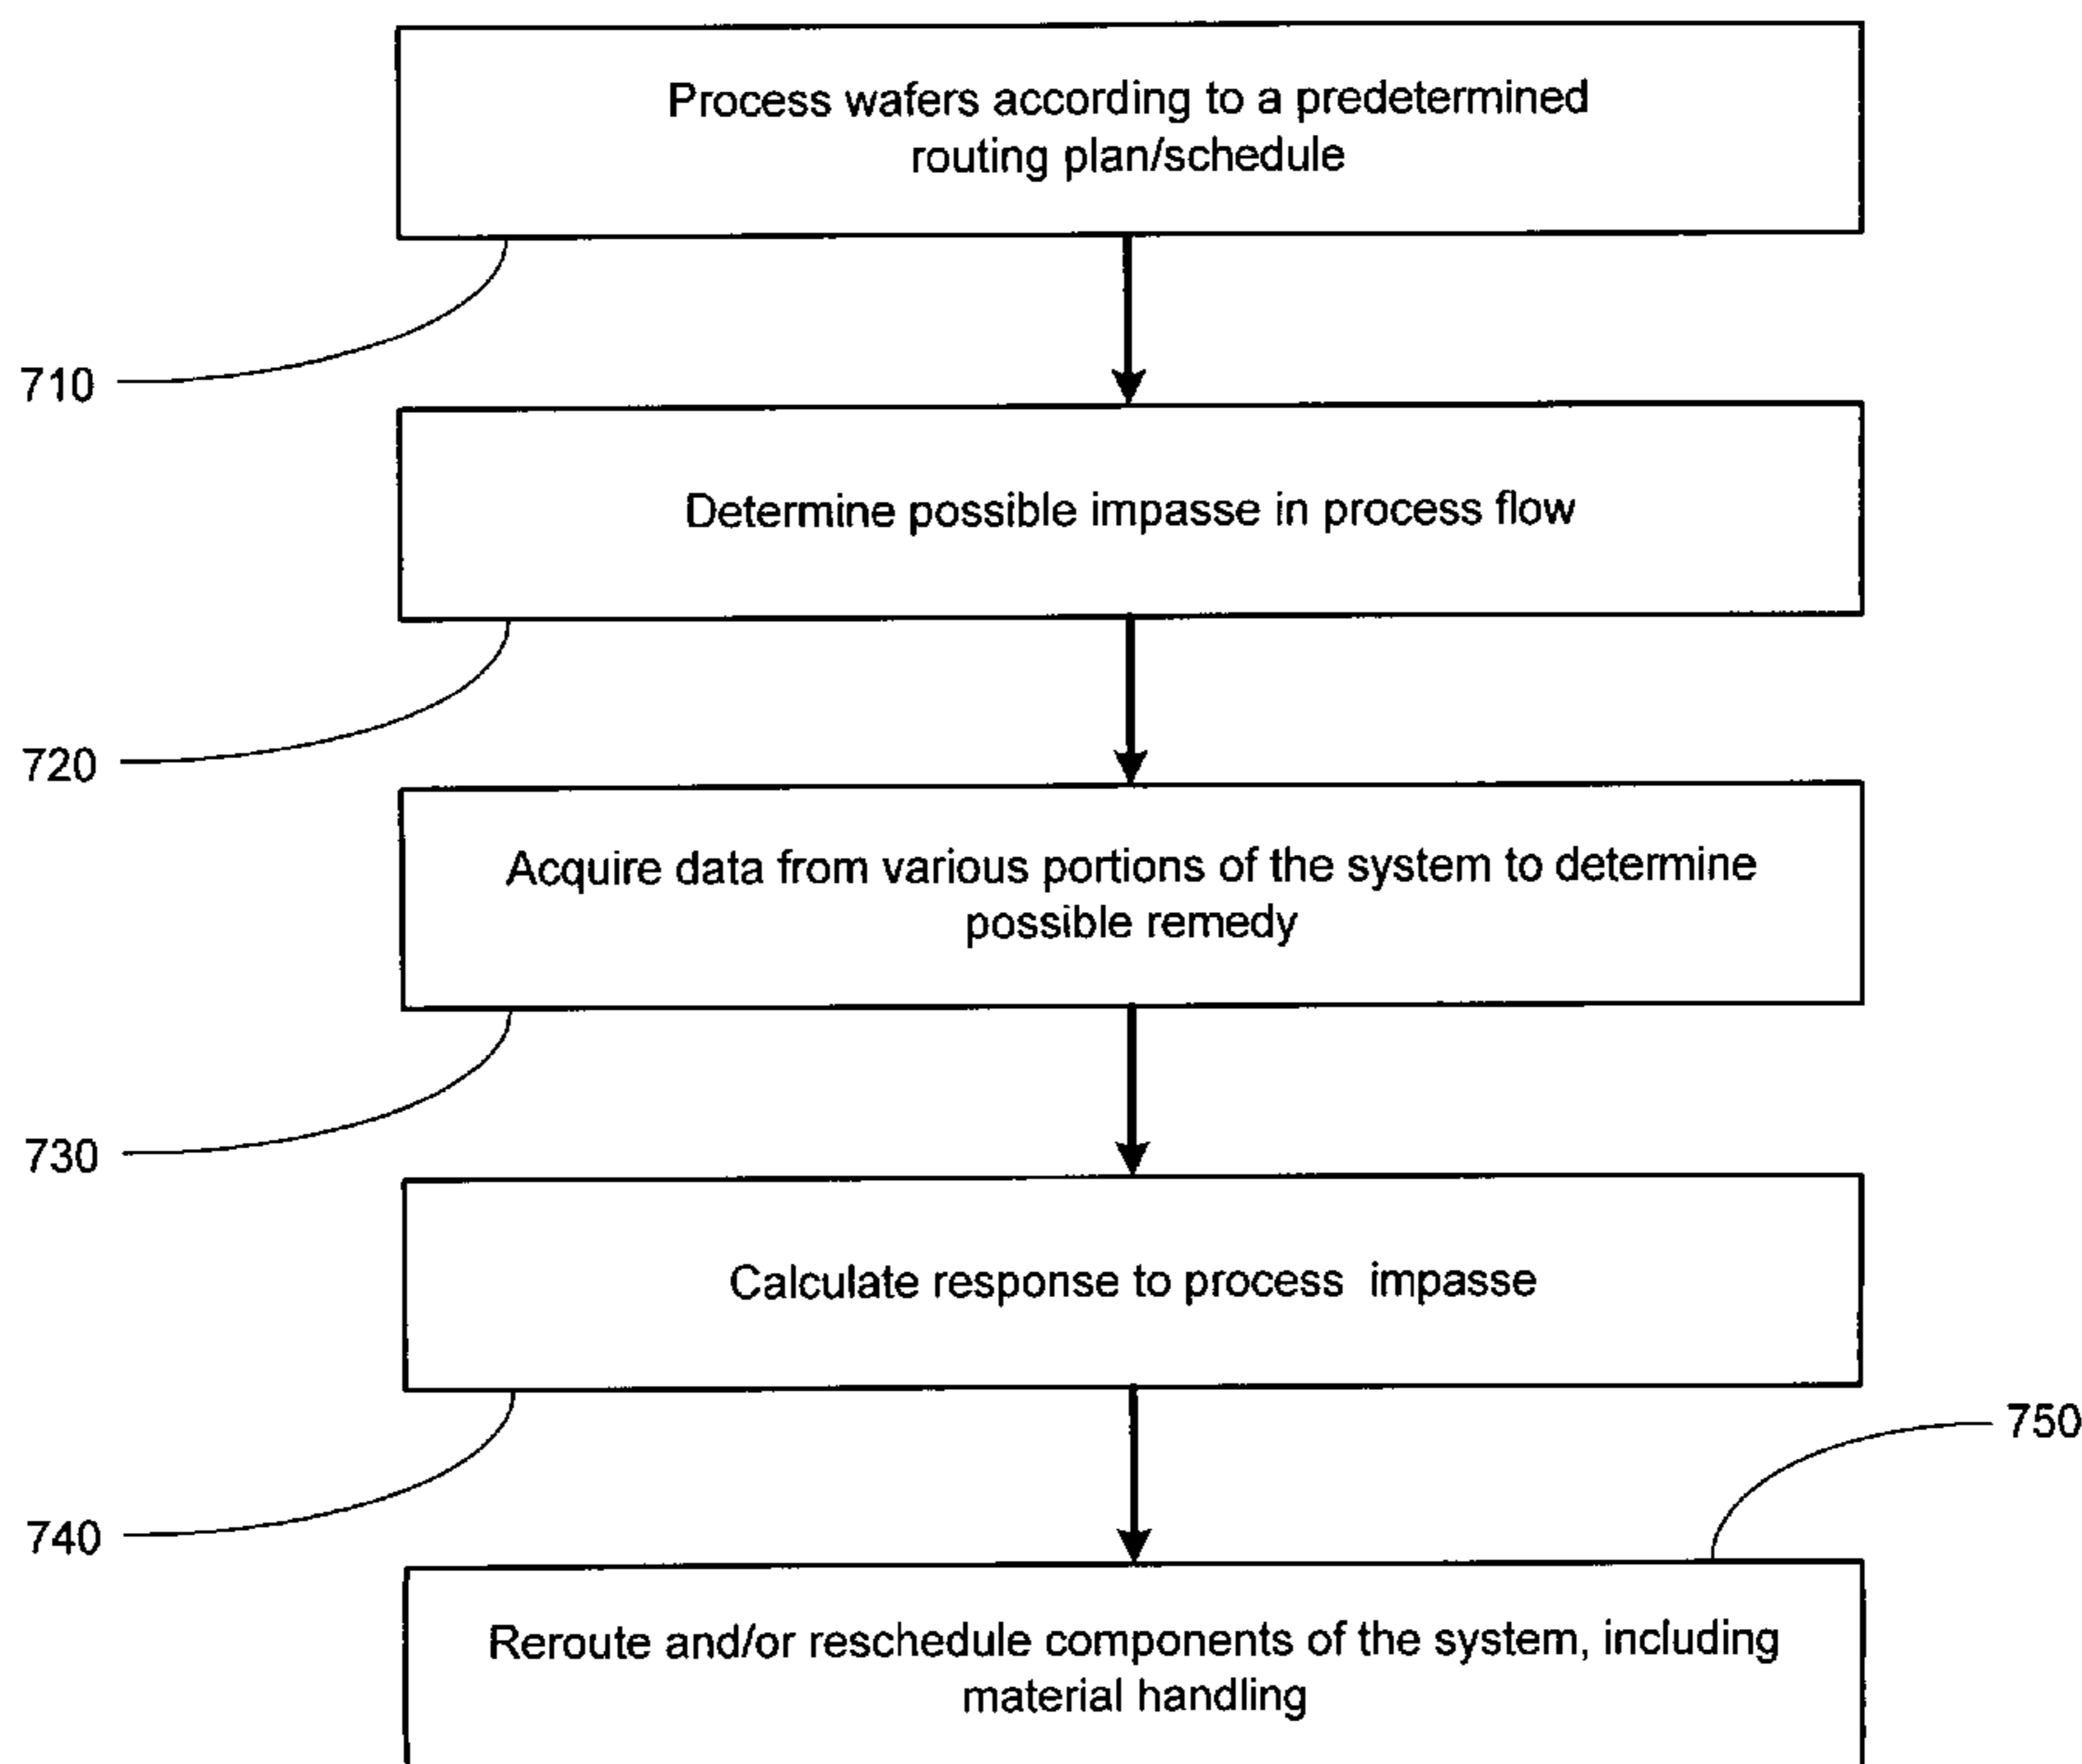 Process wafers according to a predetermined
routing plan/schedule
710
Determine possible impasse in process flow
720
Acquire data from various portions of the system to determine
possible remedy
730
Calculate response to process impasse
740
750
Reroute and/or reschedule components of the system, including
material handling